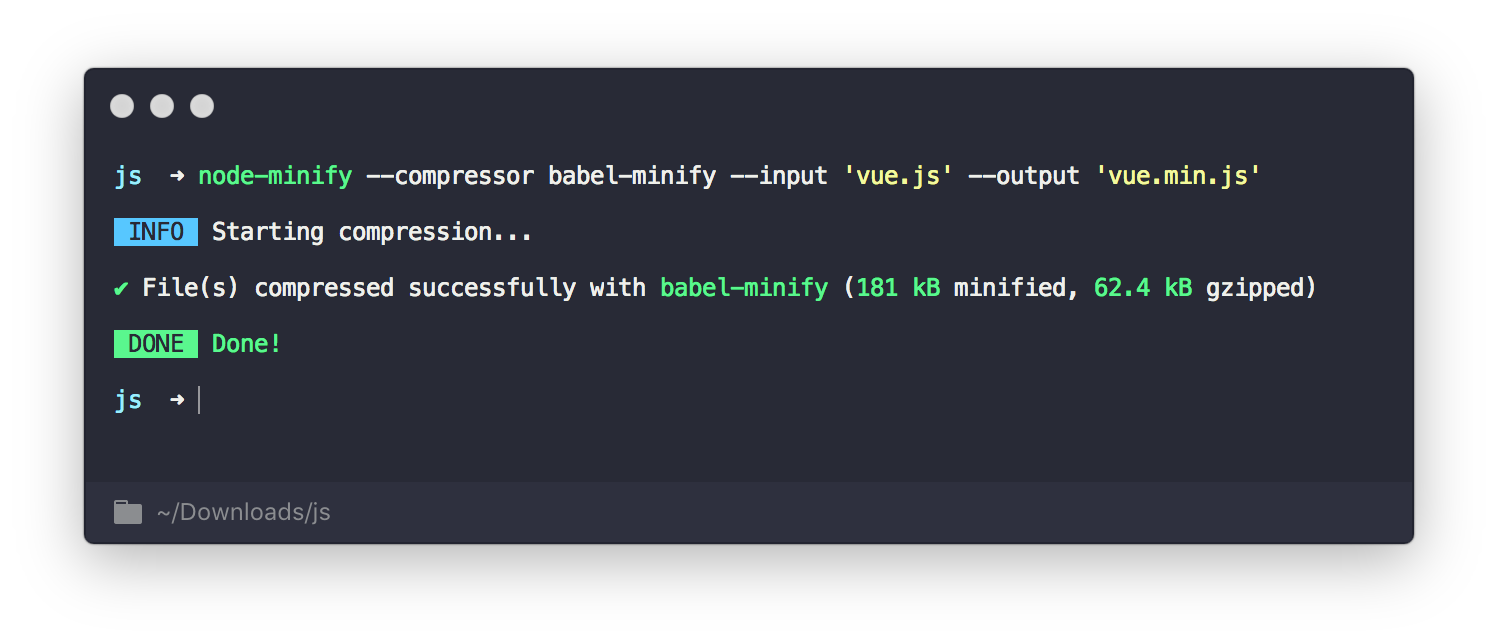 js ➜ node-minify --compressor babel-minify --input 'vue.js' --output 'vue.min.js'
INFO Starting compression...
✔ File(s) compressed successfully with babel-minify (181 kB minified, 62.4 kB gzipped)
DONE Done!
js ➜
~/Downloads/js